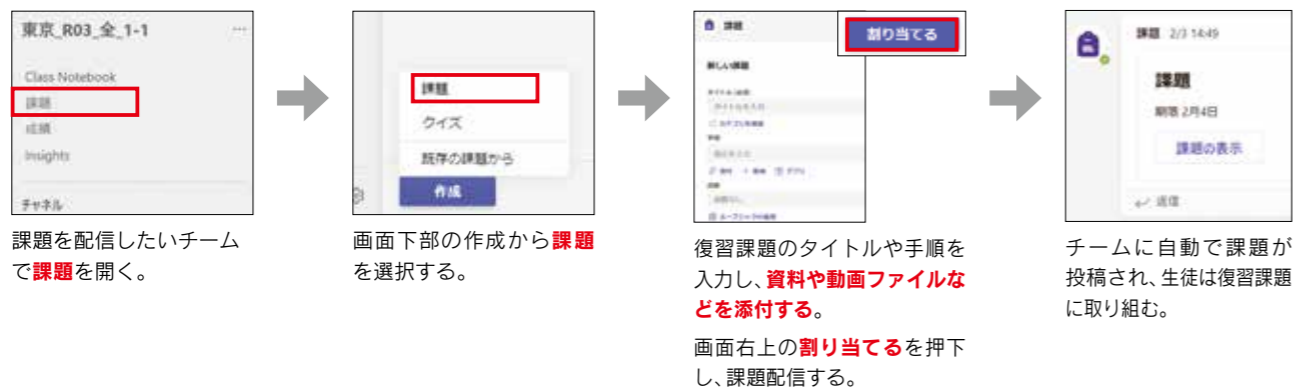 東京_R03_全_1-1
Class Notebook
課題
成績
Insights
チャネル
課題を配信したいチーム
で課題を開く。
課題
クイズ
既存の課題から
作成
画面下部の作成から課題
を選択する。
課題
割り当てる
新しい課題
復習課題のタイトルや手順を
入力し、資料や動画ファイルな
どを添付する。
画面右上の割り当てるを押下
し、課題配信する。
課題 2/3 14:49
課題
期限 2月4日
課題の表示
返信
チームに自動で課題が
投稿され、生徒は復習課題
に取り組む。